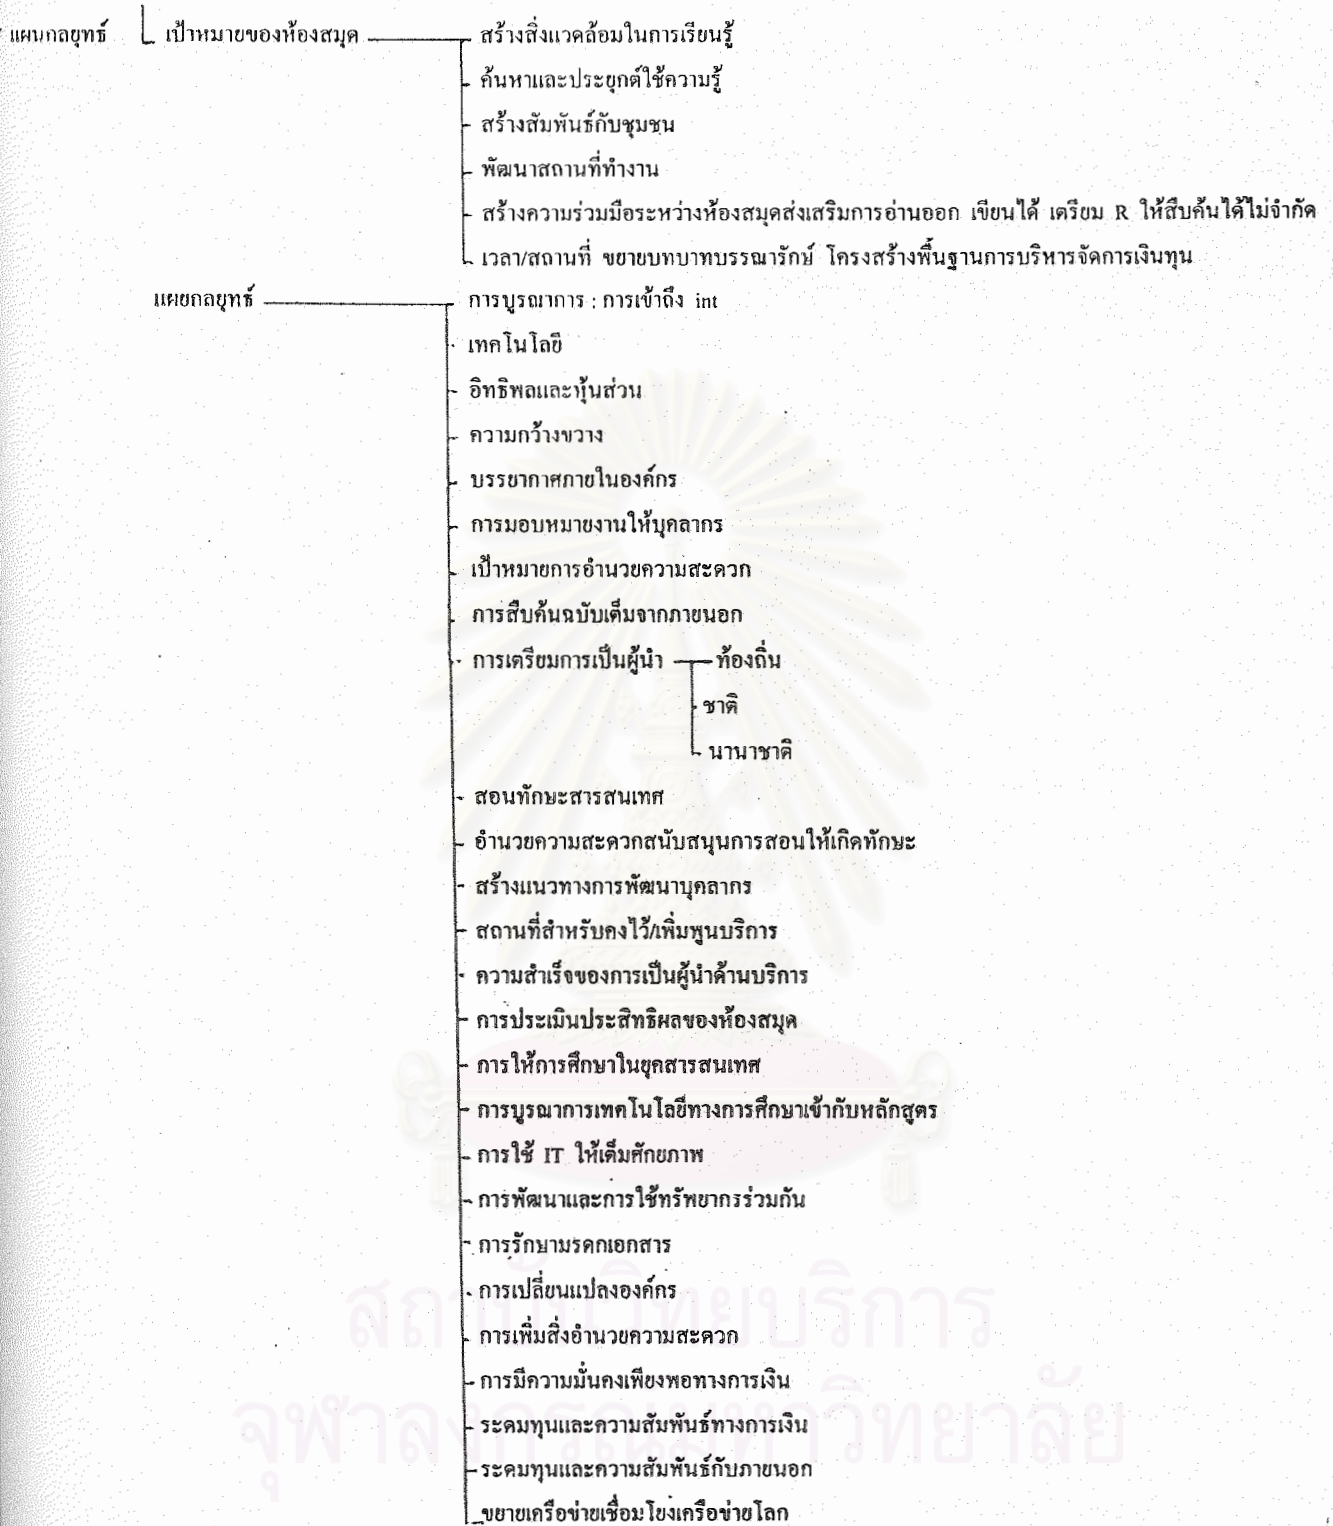 แผนกลยุทธ์ เป้าหมายของห้องสมุด สร้างสิ่งแวดล้อมในการเรียนรู้
ค้นหาและประยุกต์ใช้ความรู้
สร้างสัมพันธ์กับชุมชน
พัฒนาสถานที่ทำงาน
สร้างความร่วมมือระหว่างห้องสมุดส่งเสริมการอ่านออก เขียนได้ เตรียม R ให้สืบค้นได้ไม่จำกัด
เวลา/สถานที่ ขยายบทบาทบรรณารักษ์ โครงสร้างพื้นฐานการบริหารจัดการเงินทุน
แผยกลยุทธ์ การบูรณาการ : การเข้าถึง int
เทคโนโลยี
อิทธิพลและหุ้นส่วน
ความกว้างขวาง
บรรยากาศภายในองค์กร
การมอบหมายงานให้บุคลากร
เป้าหมายการอำนวยความสะดวก
การสืบค้นฉบับเต็มจากภายนอก
การเตรียมการเป็นผู้นำ ท้องถิ่น
ชาติ
นานาชาติ
สอนทักษะสารสนเทศ
อำนวยความสะดวกสนับสนุนการสอนให้เกิดทักษะ
สร้างแนวทางการพัฒนาบุคลากร
สถานที่สำหรับคงไว้/เพิ่มพูนบริการ
ความสำเร็จของการเป็นผู้นำด้านบริการ
การประเมินประสิทธิผลของห้องสมุด
การให้การศึกษาในยุคสารสนเทศ
การบูรณาการเทคโนโลยีทางการศึกษาเข้ากับหลักสูตร
การใช้ IT ให้เต็มศักยภาพ
การพัฒนาและการใช้ทรัพยากรร่วมกัน
การรักษามรดกเอกสาร
การเปลี่ยนแปลงองค์กร
การเพิ่มสิ่งอำนวยความสะดวก
การมีความมั่นคงเพียงพอทางการเงิน
ระดมทุนและความสัมพันธ์ทางการเงิน
ระดมทุนและความสัมพันธ์กับภายนอก
ขยายเครือข่ายเชื่อมโยงเครือข่ายโลก
สถาบันวิทยบริการ
จุฬาลงกรณ์มหาวิทยาลัย